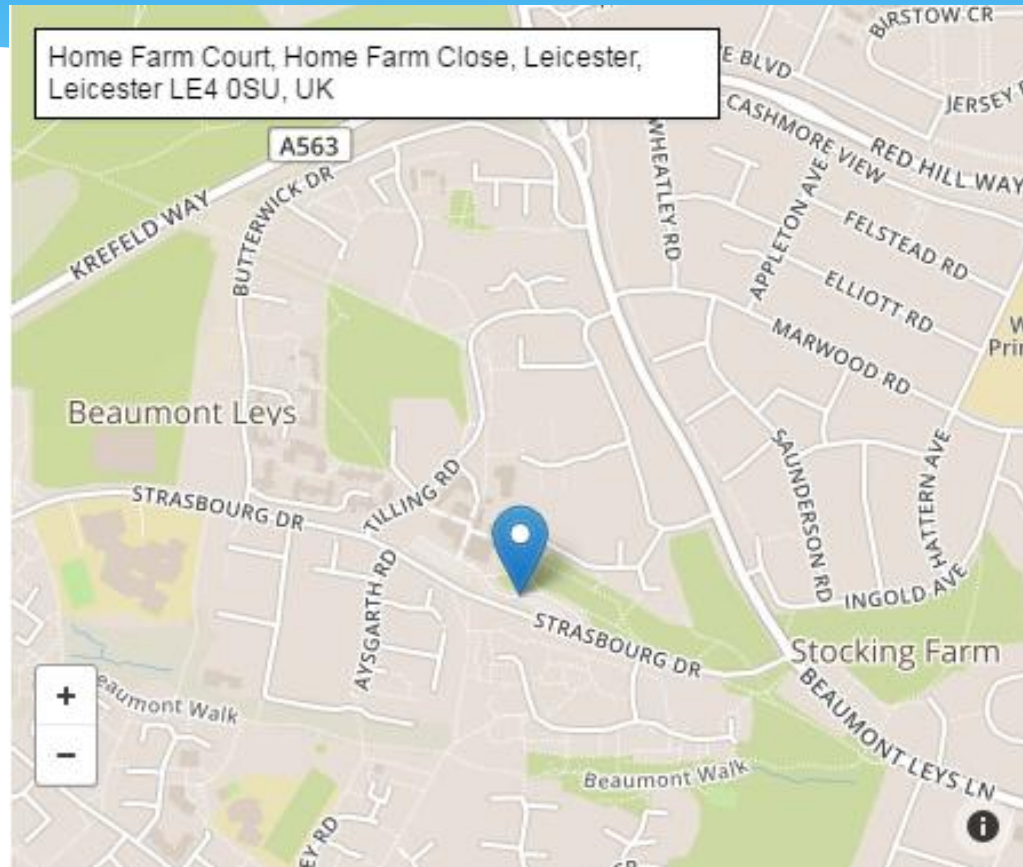 Home Farm Court, Home Farm Close, Leicester,
Leicester LE4 0SU, UK
BIRSTOW CR
E BLVD
JERSEY
A563
CASHMORE VIEW
RED HILL WAY
WHEATLEY RD
APPLETON AVE
KREFELD WAY
BUTTERWICK DR
FELSTEAD RD
ELLIOTT RD
MARWOOD RD
W
Prin
Beaumont Leys
TILLING RD
SAUNDERSON RD
HATTERN AVE
STRASBOURG DR
AYSGARTH RD
INGOLD AVE
STRASBOURG DR
Stocking Farm
+
−
Beaumont Walk
BEAUMONT LEYS LN
Beaumont Walk
i
EY RD